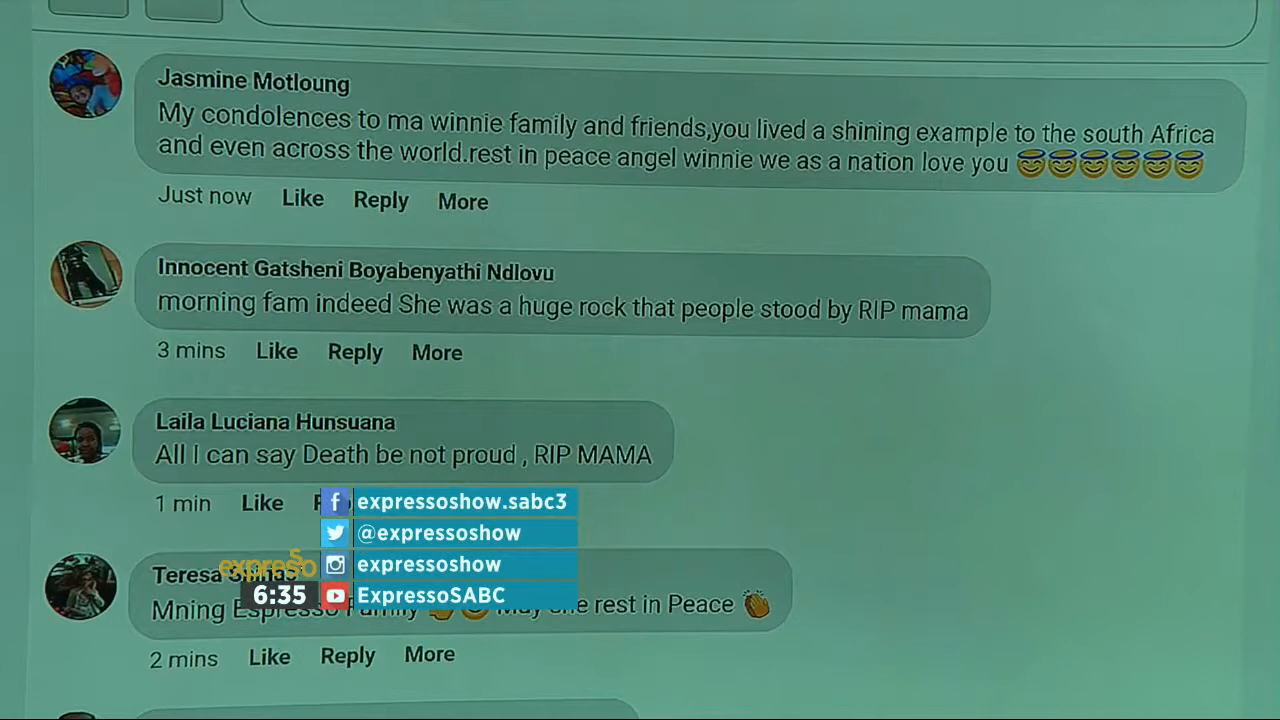 Jasmine Motloung
My condolences to ma winnie family and friends,you lived a shining example to the south Africa
and even across the world.rest in peace angel winnie we as a nation love you 😇😇😇😇😇😇
Just now Like Reply More
Innocent Gatsheni Boyabenyathi Ndlovu
morning fam indeed She was a huge rock that people stood by RIP mama
3 mins Like Reply More
Laila Luciana Hunsuana
All I can say Death be not proud , RIP MAMA
1 min Like
expressoshow.sabc3
@expressoshow
expresso
expressoshow
6:35
ExpressoSABC
Teresa
Mning Espresso Family May she rest in Peace 👏
2 mins Like Reply More